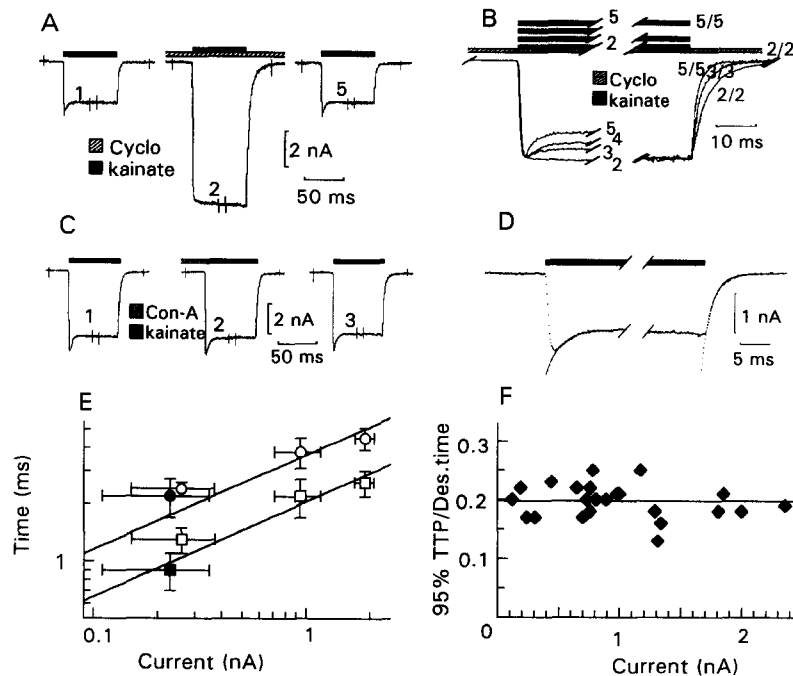 A
1
2
5
Cyclo
kainate
2 nA
50 ms
B
5
2
5/5
2/2
5/5
3/3
2/2
Cyclo
kainate
10 ms
5
4
3
2
C
1
2
3
Con-A
kainate
2 nA
50 ms
D
1 nA
5 ms
E
Time (ms)
1
0.1
1
Current (nA)
F
95% TTP/Des.time
0.3
0.2
0.1
0
1
2
Current (nA)